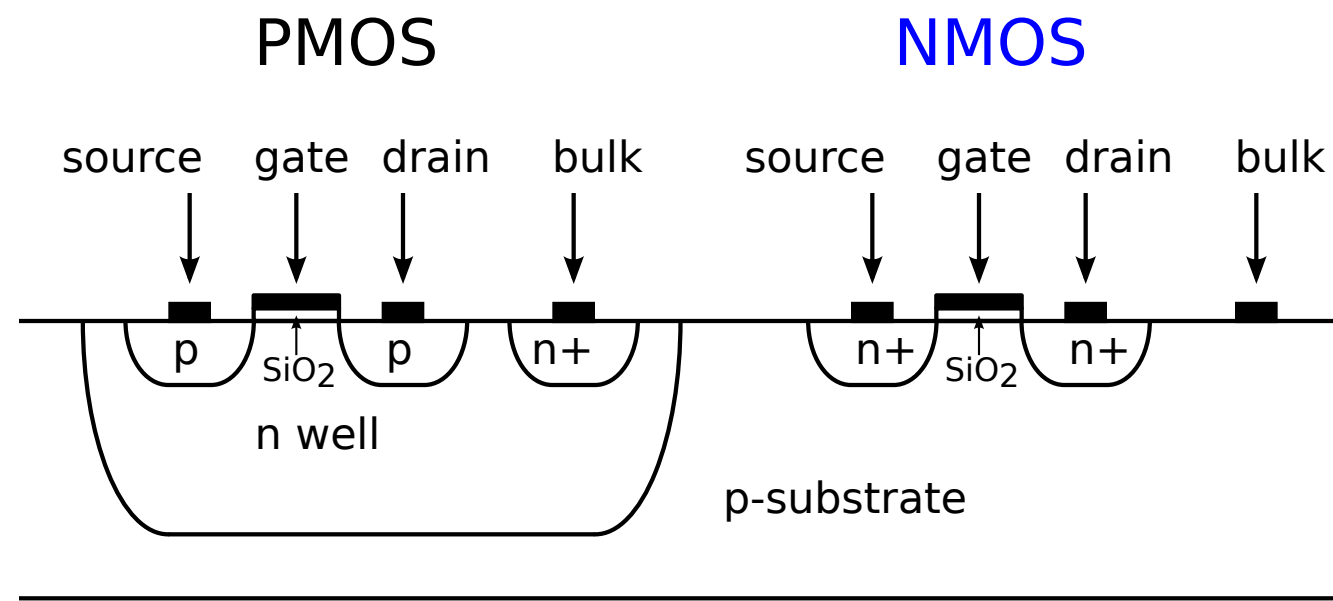 PMOS NMOS
source gate drain bulk source gate drain bulk
p p n+ n+ n+
SiO2 SiO2
n well
p-substrate